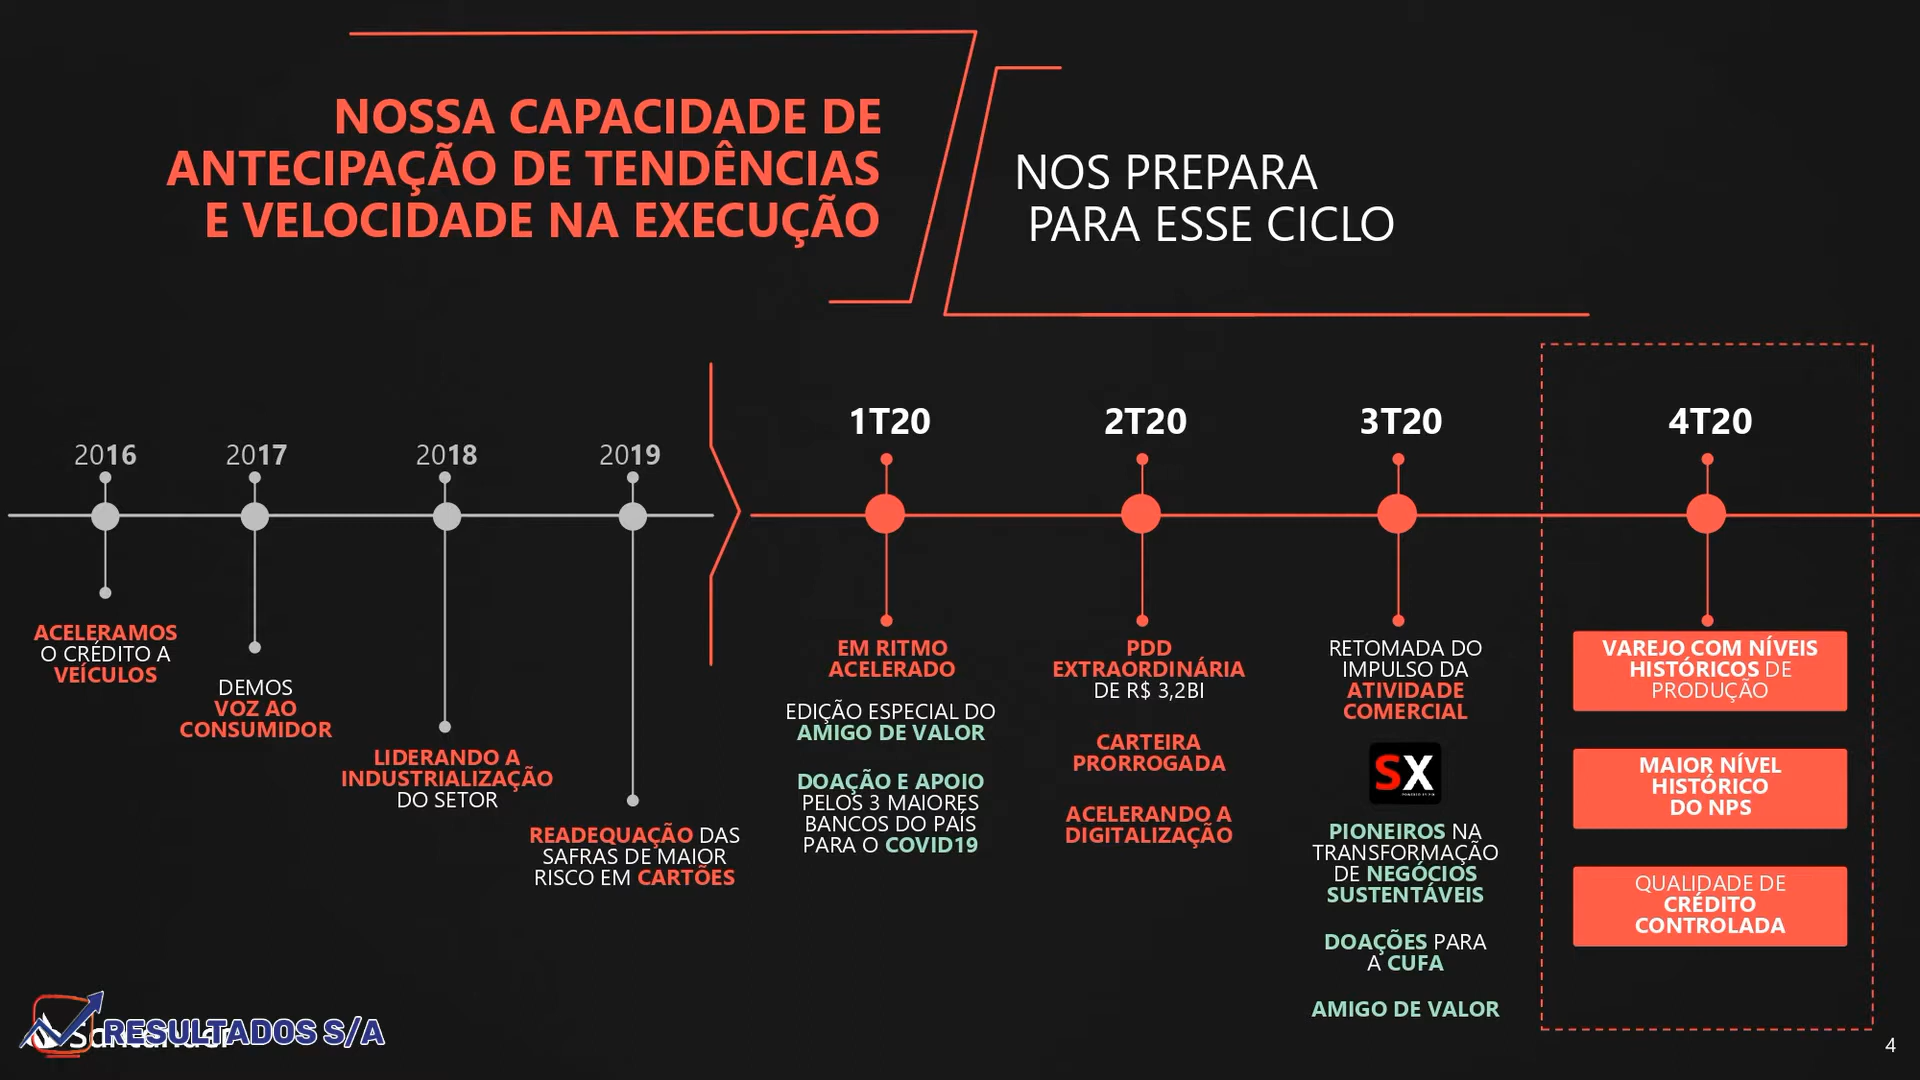 NOSSA CAPACIDADE DE
ANTECIPAÇÃO DE TENDÊNCIAS
E VELOCIDADE NA EXECUÇÃO
NOS PREPARA
PARA ESSE CICLO
2016
ACELERAMOS
O CRÉDITO A
VEÍCULOS
2017
DEMOS
VOZ AO
CONSUMIDOR
2018
LIDERANDO A
INDUSTRIALIZAÇÃO
DO SETOR
2019
READEQUAÇÃO DAS
SAFRAS DE MAIOR
RISCO EM CARTÕES
1T20
EM RITMO
ACELERADO
EDIÇÃO ESPECIAL DO
AMIGO DE VALOR
DOAÇÃO E APOIO
PELOS 3 MAIORES
BANCOS DO PAÍS
PARA O COVID19
2T20
PDD
EXTRAORDINÁRIA
DE R$ 3,2BI
CARTEIRA
PRORROGADA
ACELERANDO A
DIGITALIZAÇÃO
3T20
RETOMADA DO
IMPULSO DA
ATIVIDADE
COMERCIAL
SX
PIONEIROS NA
TRANSFORMAÇÃO
DE NEGÓCIOS
SUSTENTÁVEIS
DOAÇÕES PARA
A CUFA
AMIGO DE VALOR
4T20
VAREJO COM NÍVEIS
HISTÓRICOS DE
PRODUÇÃO
MAIOR NÍVEL
HISTÓRICO
DO NPS
QUALIDADE DE
CRÉDITO
CONTROLADA
Santander
RESULTADOS S/A
4